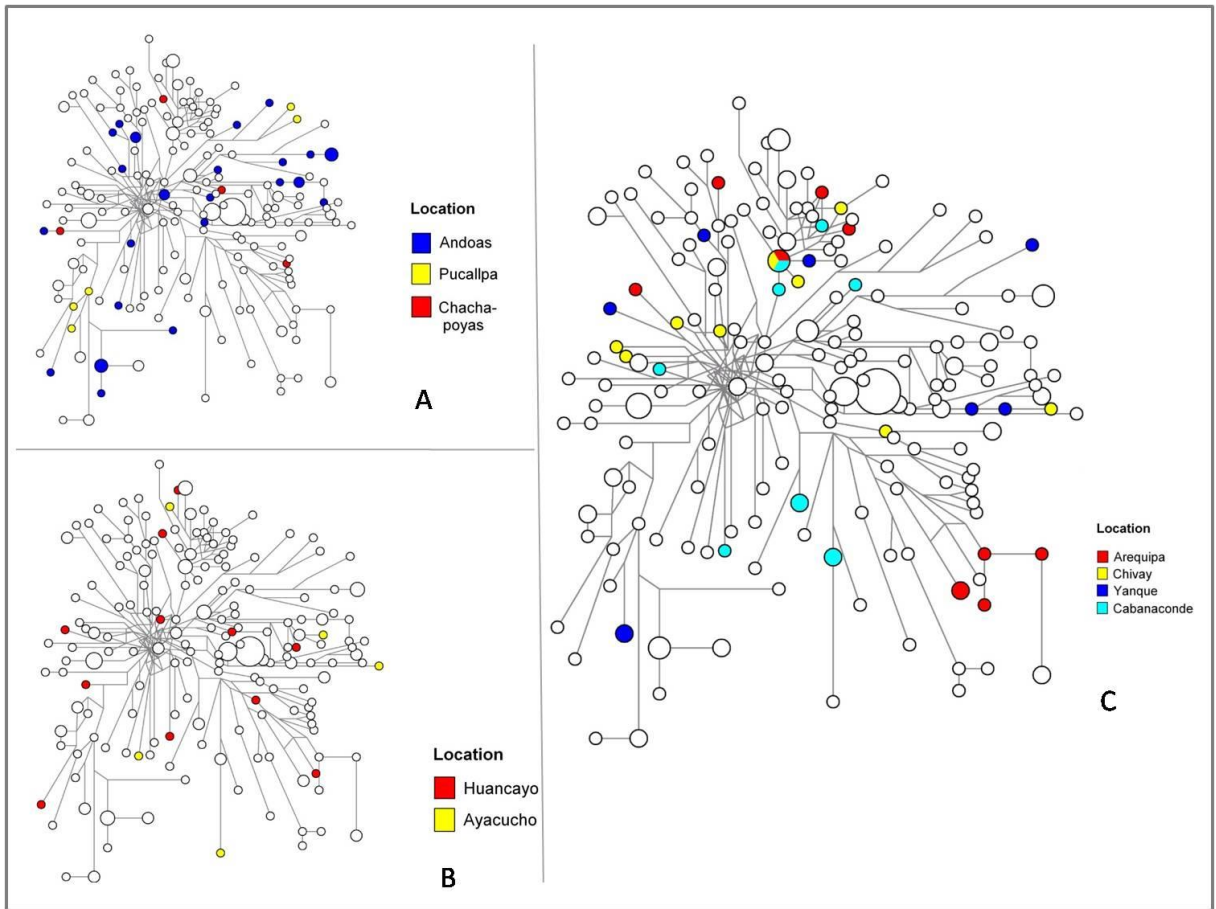 Location
Andoas
Pucallpa
Chacha-
poyas
A
Location
Huancayo
Ayacucho
B
Location
Arequipa
Chivay
Yanque
Cabanaconde
C